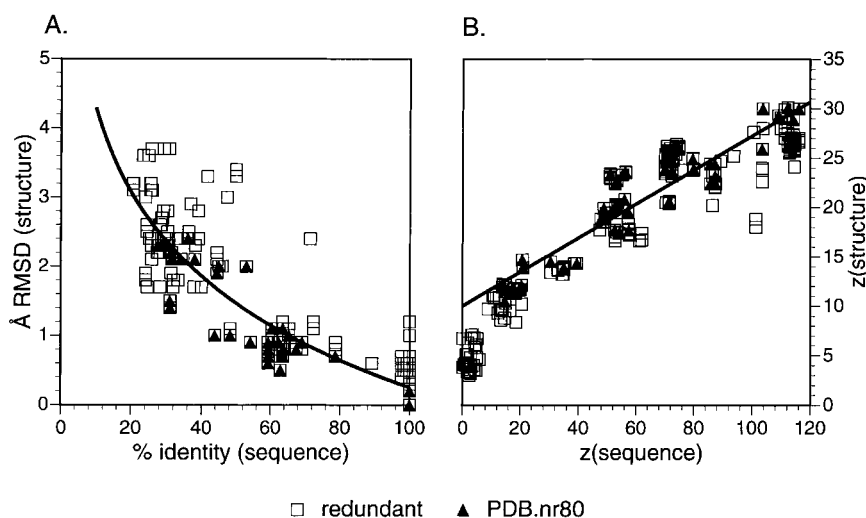 A.
5
4
3
2
1
0
Å RMSD (structure)
0 20 40 60 80 100
% identity (sequence)
B.
35
30
25
20
15
10
5
0
z(structure)
0 20 40 60 80 100 120
z(sequence)
redundant PDB.nr80